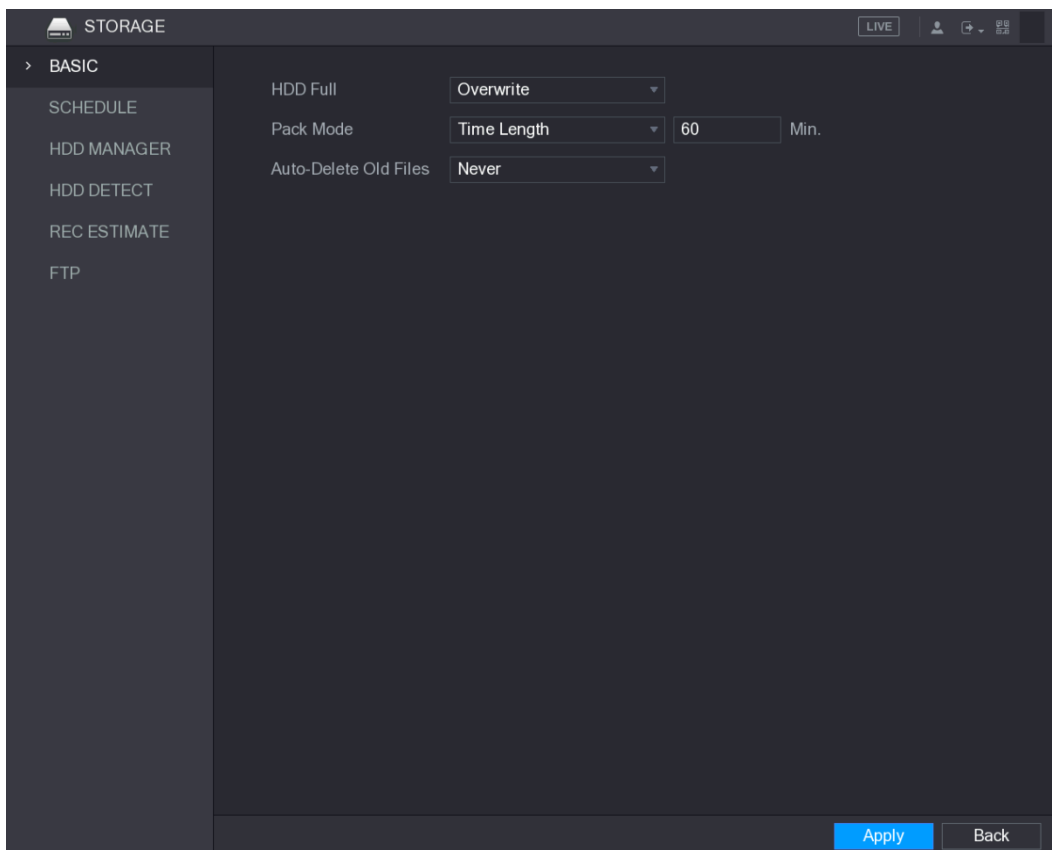 STORAGE
LIVE
BASIC
SCHEDULE
HDD MANAGER
HDD DETECT
REC ESTIMATE
FTP
HDD Full Overwrite
Pack Mode Time Length 60 Min.
Auto-Delete Old Files Never
Apply Back